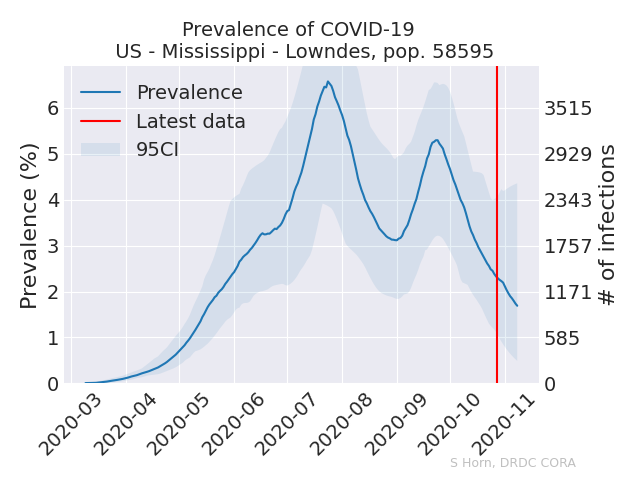 Prevalence of COVID-19
US - Mississippi - Lowndes, pop. 58595
Prevalence
Latest data
95CI
Prevalence (%)
6
5
4
3
2
1
0
3515
2929
2343
1757
1171
585
0
# of infections
2020-03
2020-04
2020-05
2020-06
2020-07
2020-08
2020-09
2020-10
2020-11
S Horn, DRDC CORA